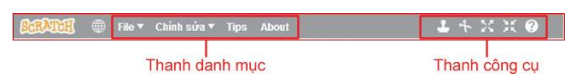 SCRATCH File Chỉnh sửa Tips About
Thanh danh mục Thanh công cụ